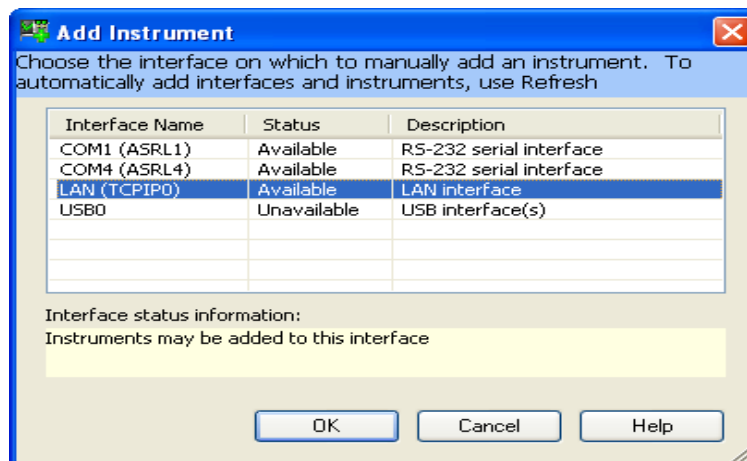 Add Instrument
Choose the interface on which to manually add an instrument. To
automatically add interfaces and instruments, use Refresh
Interface Name Status Description
COM1 (ASRL1) Available RS-232 serial interface
COM4 (ASRL4) Available RS-232 serial interface
LAN (TCPIP0) Available LAN interface
USB0 Unavailable USB interface(s)
Interface status information:
Instruments may be added to this interface
OK Cancel Help